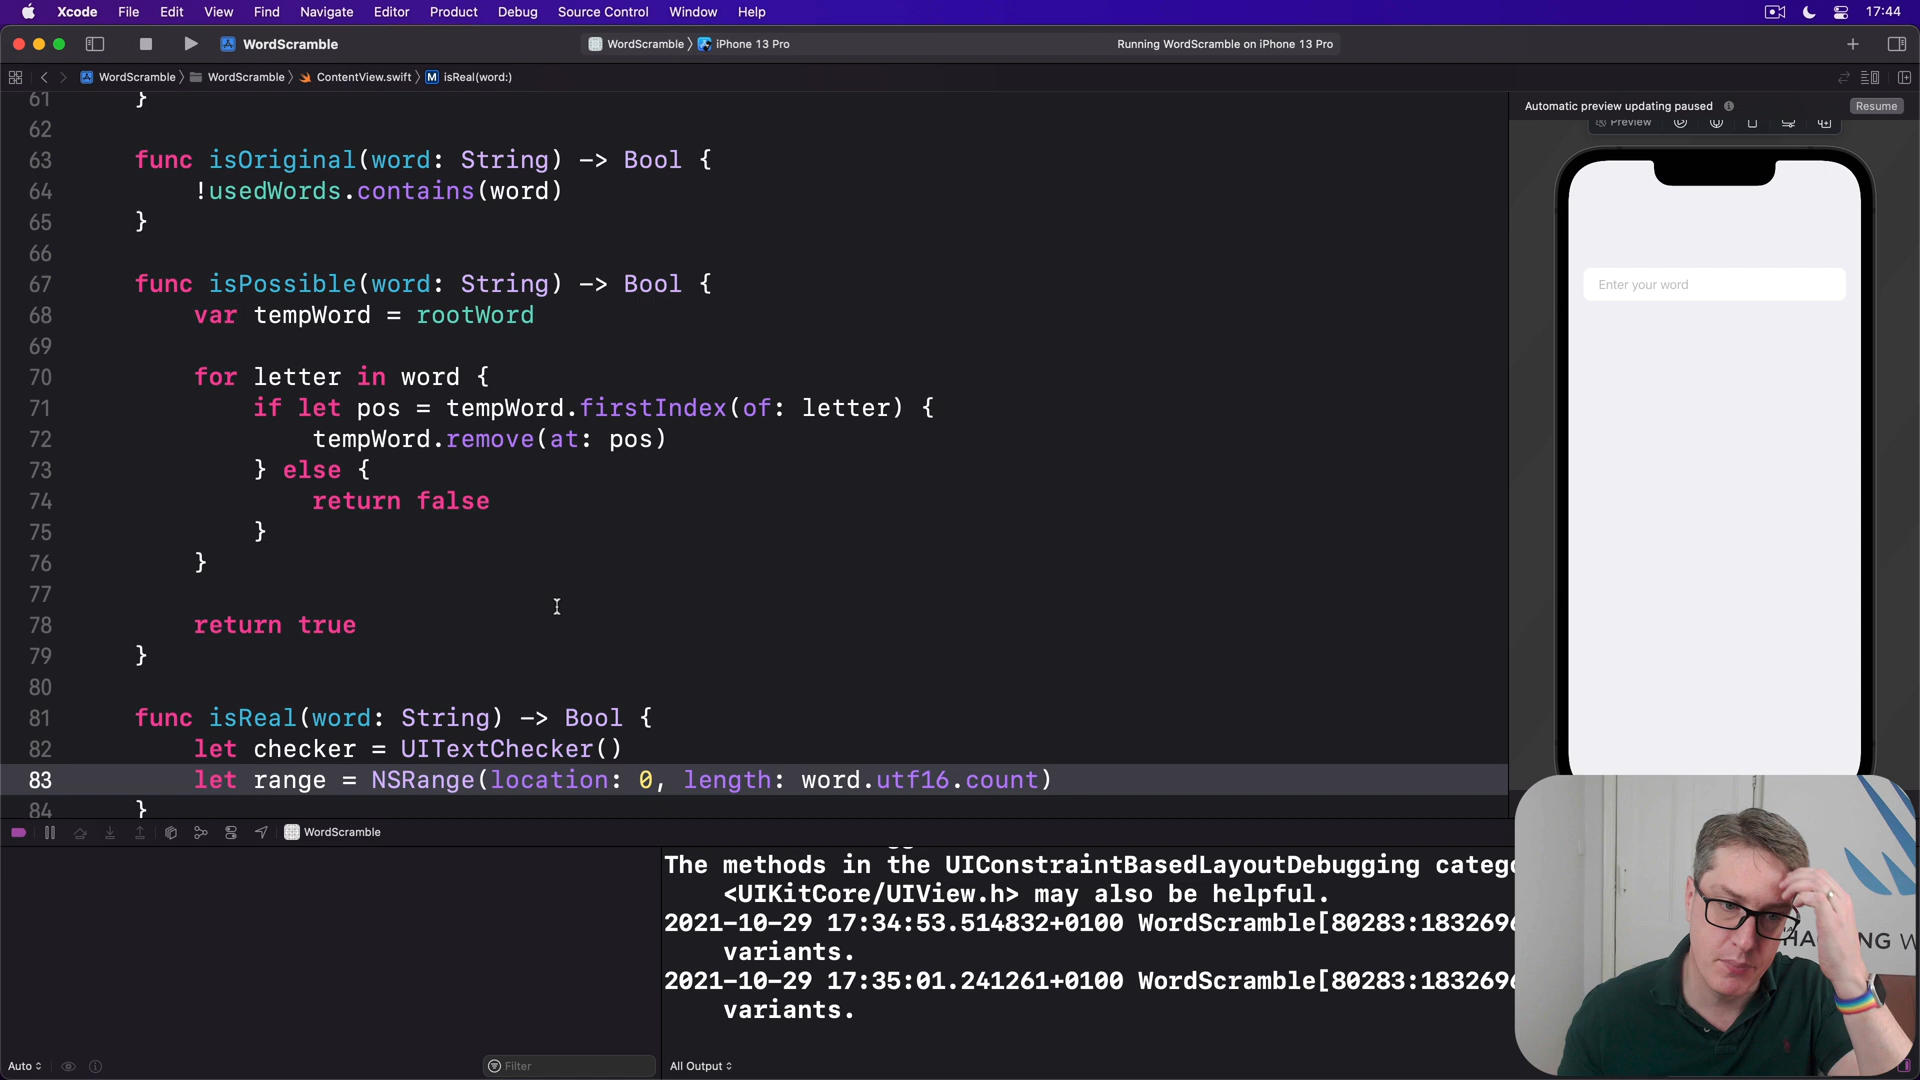 Xcode File Edit View Find Navigate Editor Product Debug Source Control Window Help 17:44
WordScramble WordScramble iPhone 13 Pro Running WordScramble on iPhone 13 Pro
WordScramble WordScramble ContentView.swift M isReal(word:)
Automatic preview updating paused Resume
Preview
Enter your word
61 }
62
63 func isOriginal(word: String) -> Bool {
64 !usedWords.contains(word)
65 }
66
67 func isPossible(word: String) -> Bool {
68 var tempWord = rootWord
69
70 for letter in word {
71 if let pos = tempWord.firstIndex(of: letter) {
72 tempWord.remove(at: pos)
73 } else {
74 return false
75 }
76 }
77
78 return true
79 }
80
81 func isReal(word: String) -> Bool {
82 let checker = UITextChecker()
83 let range = NSRange(location: 0, length: word.utf16.count)
84 }
WordScramble
The methods in the UIConstraintBasedLayoutDebugging catego
<UIKitCore/UIView.h> may also be helpful.
2021-10-29 17:34:53.514832+0100 WordScramble[80283:1832696
variants.
2021-10-29 17:35:01.241261+0100 WordScramble[80283:1832696
variants.
Auto Filter All Output